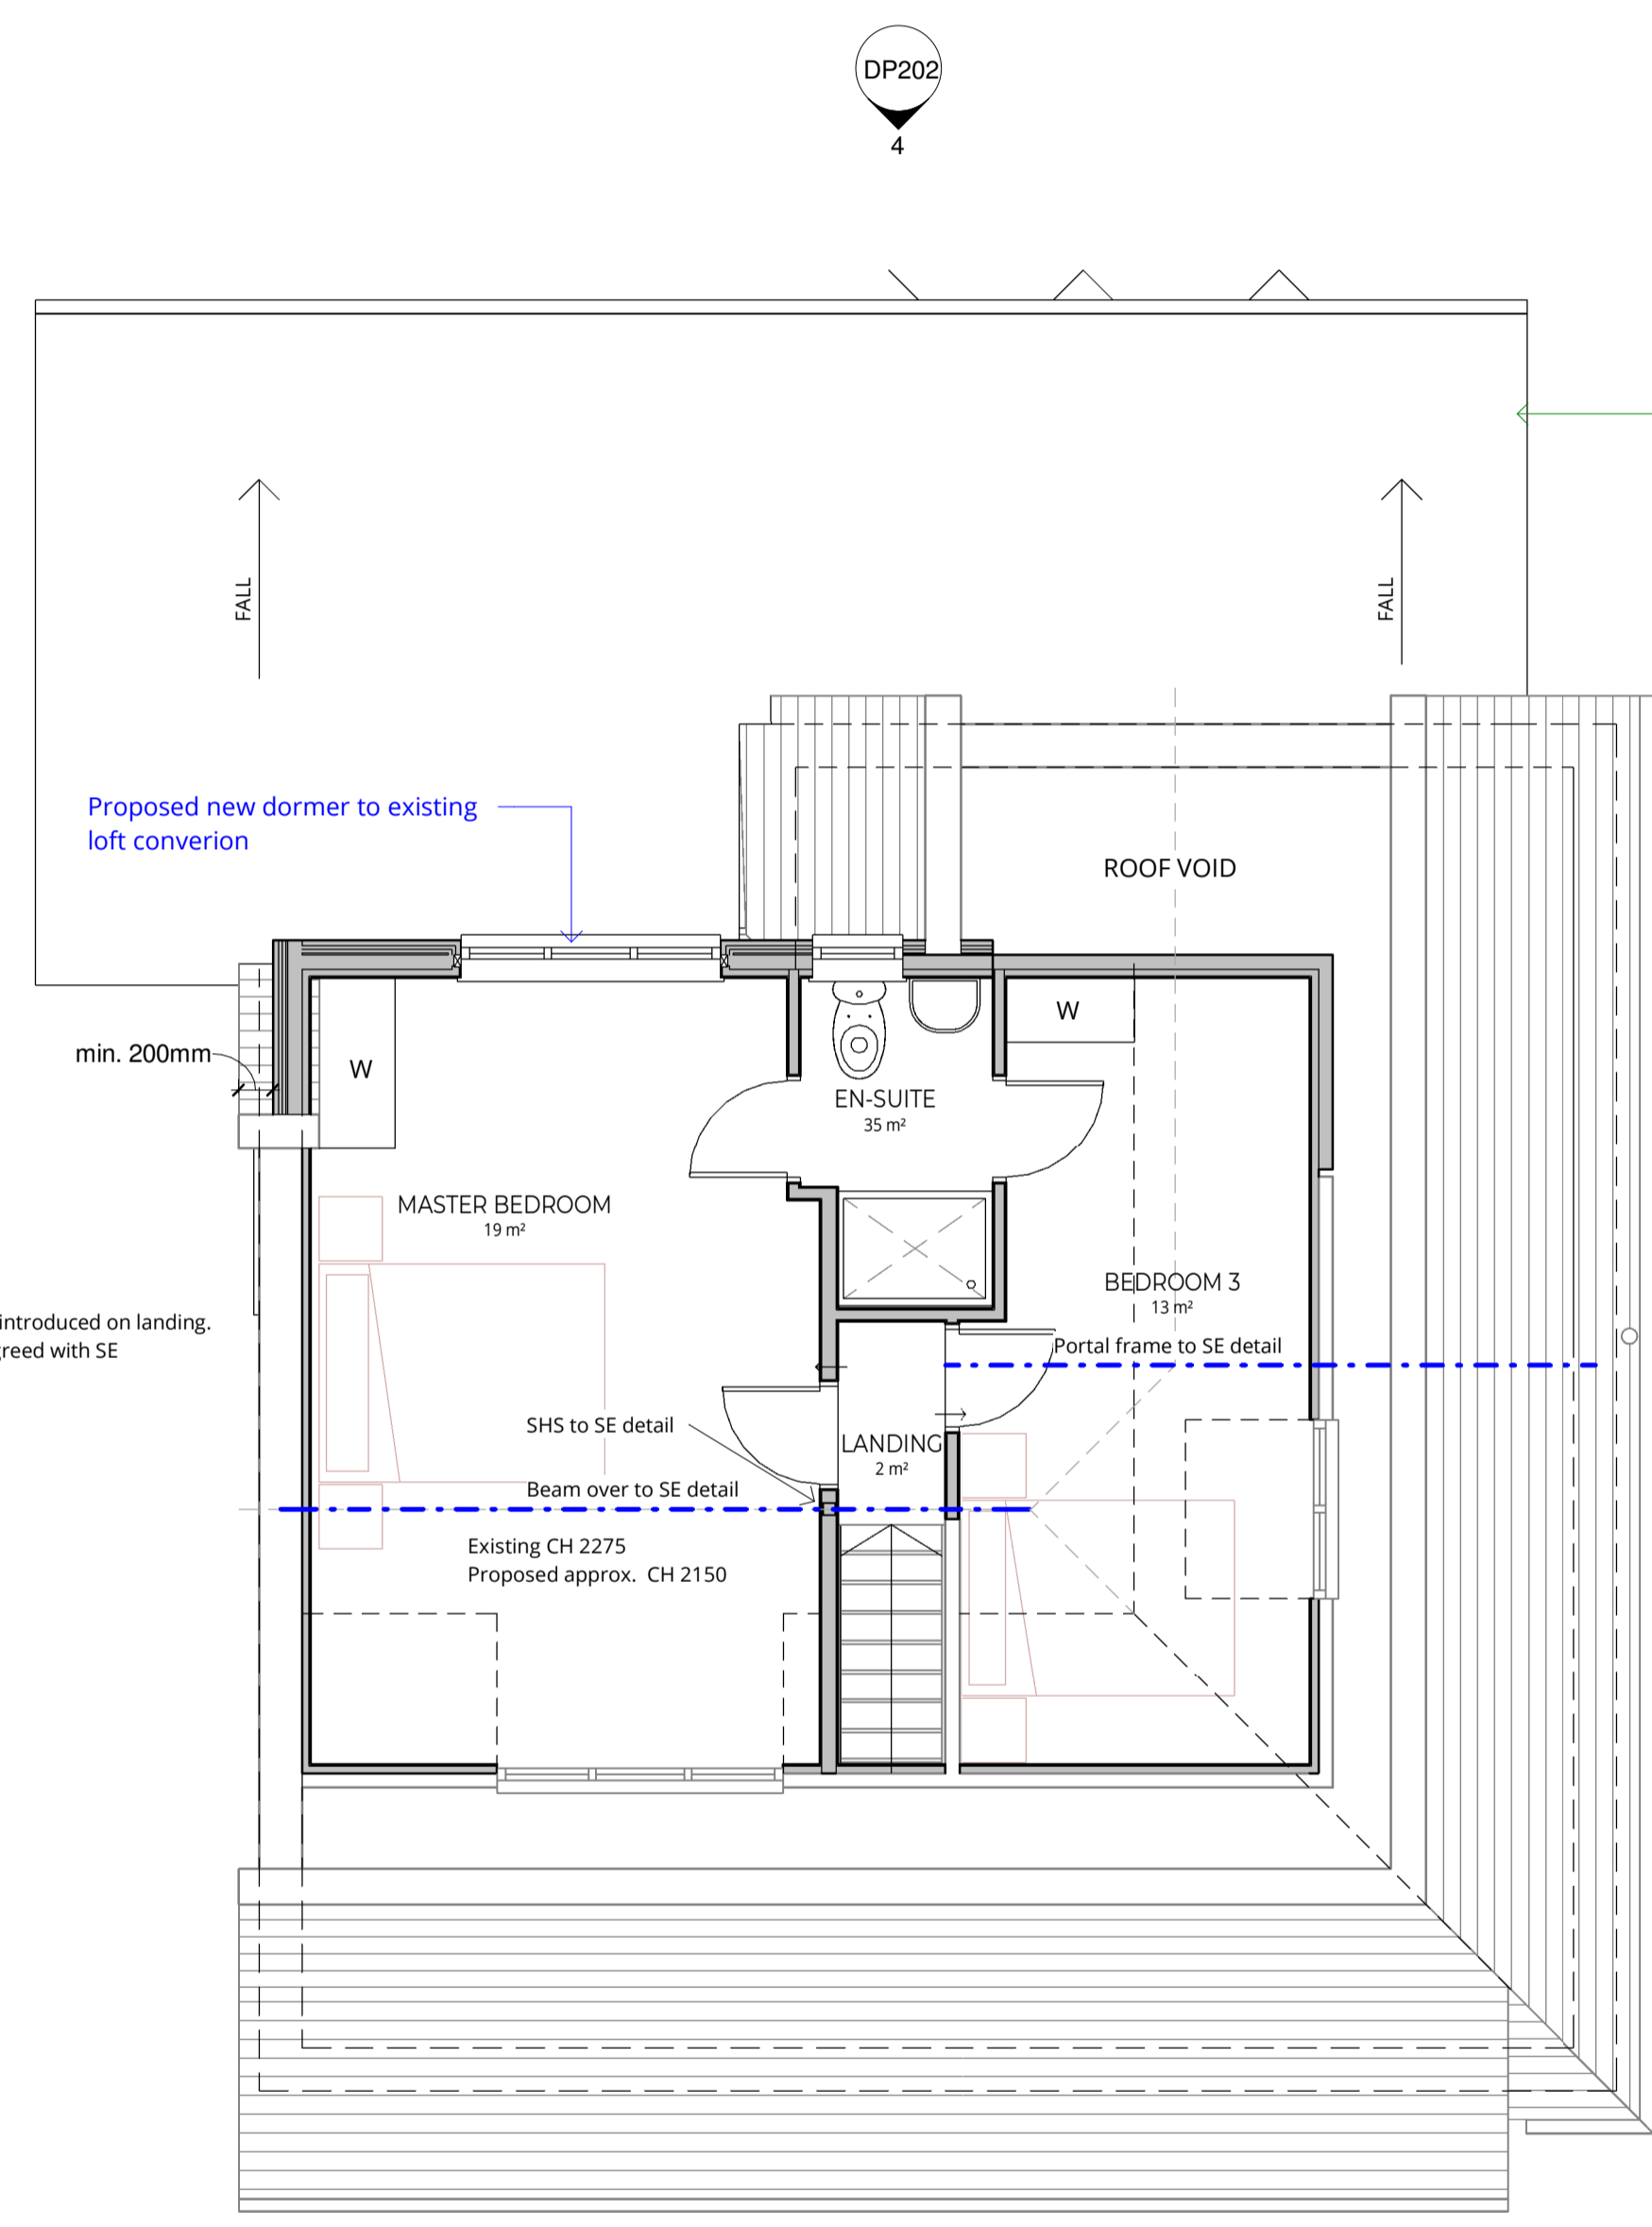 DP202
4
FALL
FALL
Proposed new dormer to existing
loft converion
ROOF VOID
min. 200mm
W
W
EN-SUITE
35 m²
MASTER BEDROOM
19 m²
BEDROOM 3
13 m²
introduced on landing.
greed with SE
Portal frame to SE detail
SHS to SE detail
LANDING
2 m²
Beam over to SE detail
Existing CH 2275
Proposed approx. CH 2150